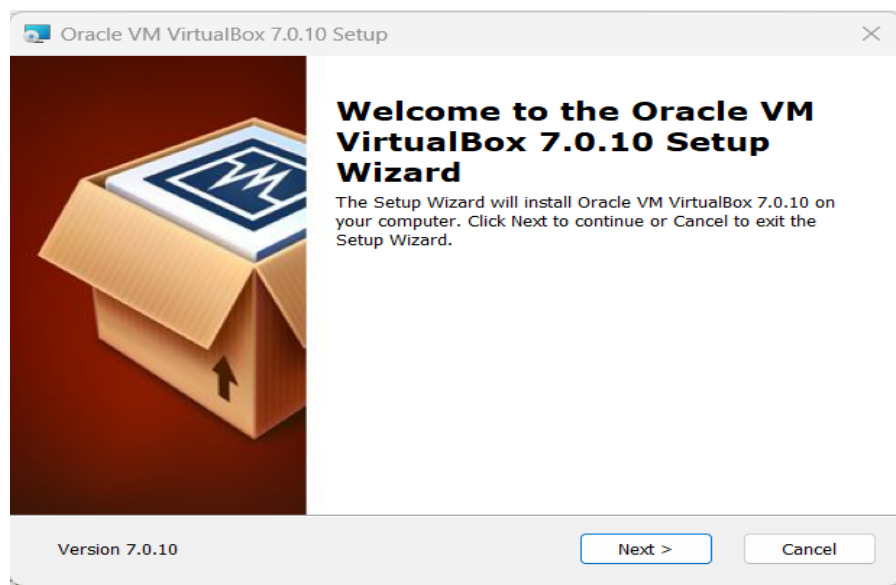 Oracle VM VirtualBox 7.0.10 Setup
Welcome to the Oracle VM
VirtualBox 7.0.10 Setup
Wizard
The Setup Wizard will install Oracle VM VirtualBox 7.0.10 on
your computer. Click Next to continue or Cancel to exit the
Setup Wizard.
Version 7.0.10
Next >
Cancel